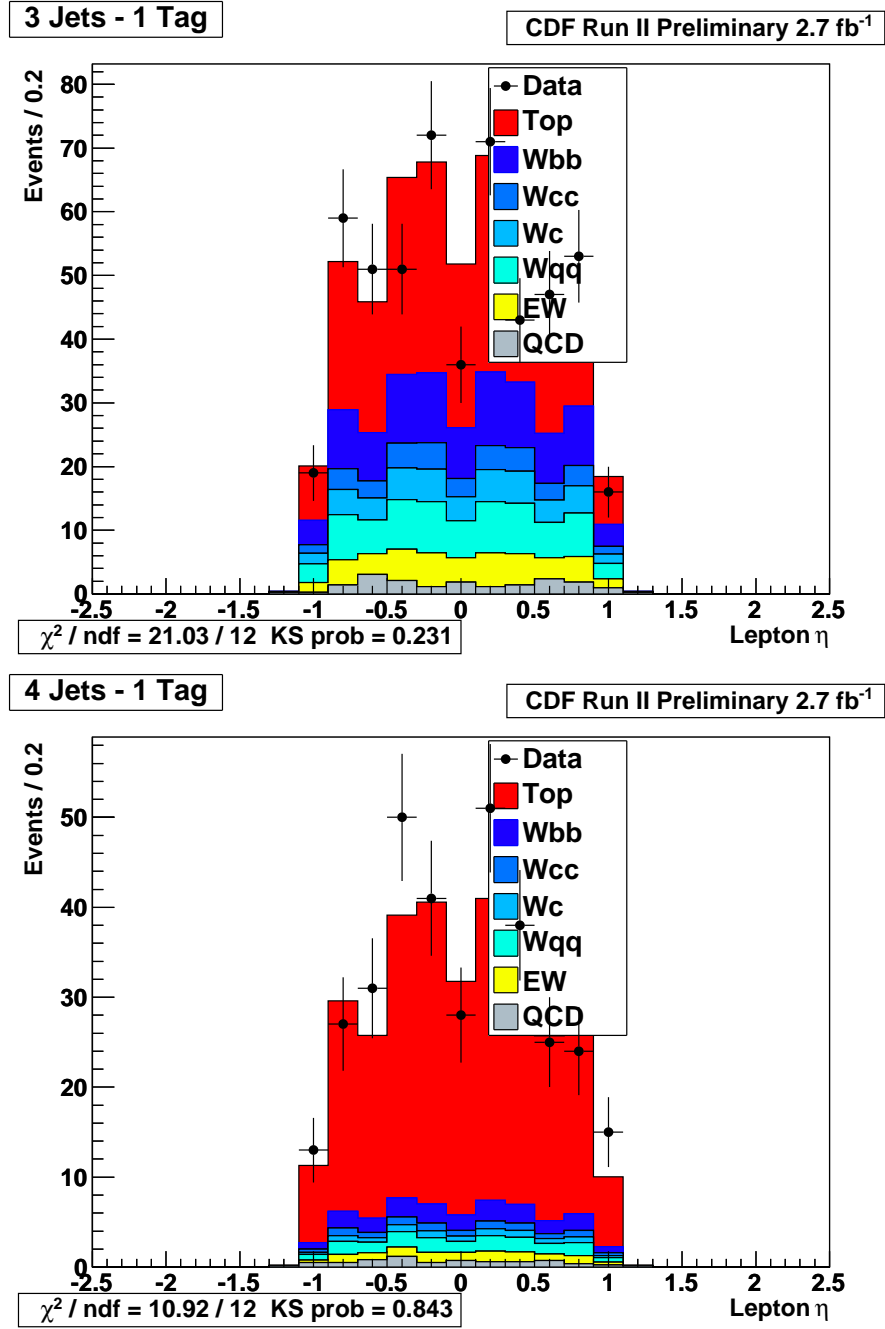 3 Jets - 1 Tag
CDF Run II Preliminary 2.7 fb⁻¹
Events / 0.2
80
70
60
50
40
30
20
10
0
Data
Top
Wbb
Wcc
Wc
Wqq
EW
QCD
-2.5 -2 -1.5 -1 -0.5 0 0.5 1 1.5 2 2.5
χ² / ndf = 21.03 / 12 KS prob = 0.231
Lepton η
4 Jets - 1 Tag
CDF Run II Preliminary 2.7 fb⁻¹
Events / 0.2
50
40
30
20
10
0
Data
Top
Wbb
Wcc
Wc
Wqq
EW
QCD
-2.5 -2 -1.5 -1 -0.5 0 0.5 1 1.5 2 2.5
χ² / ndf = 10.92 / 12 KS prob = 0.843
Lepton η